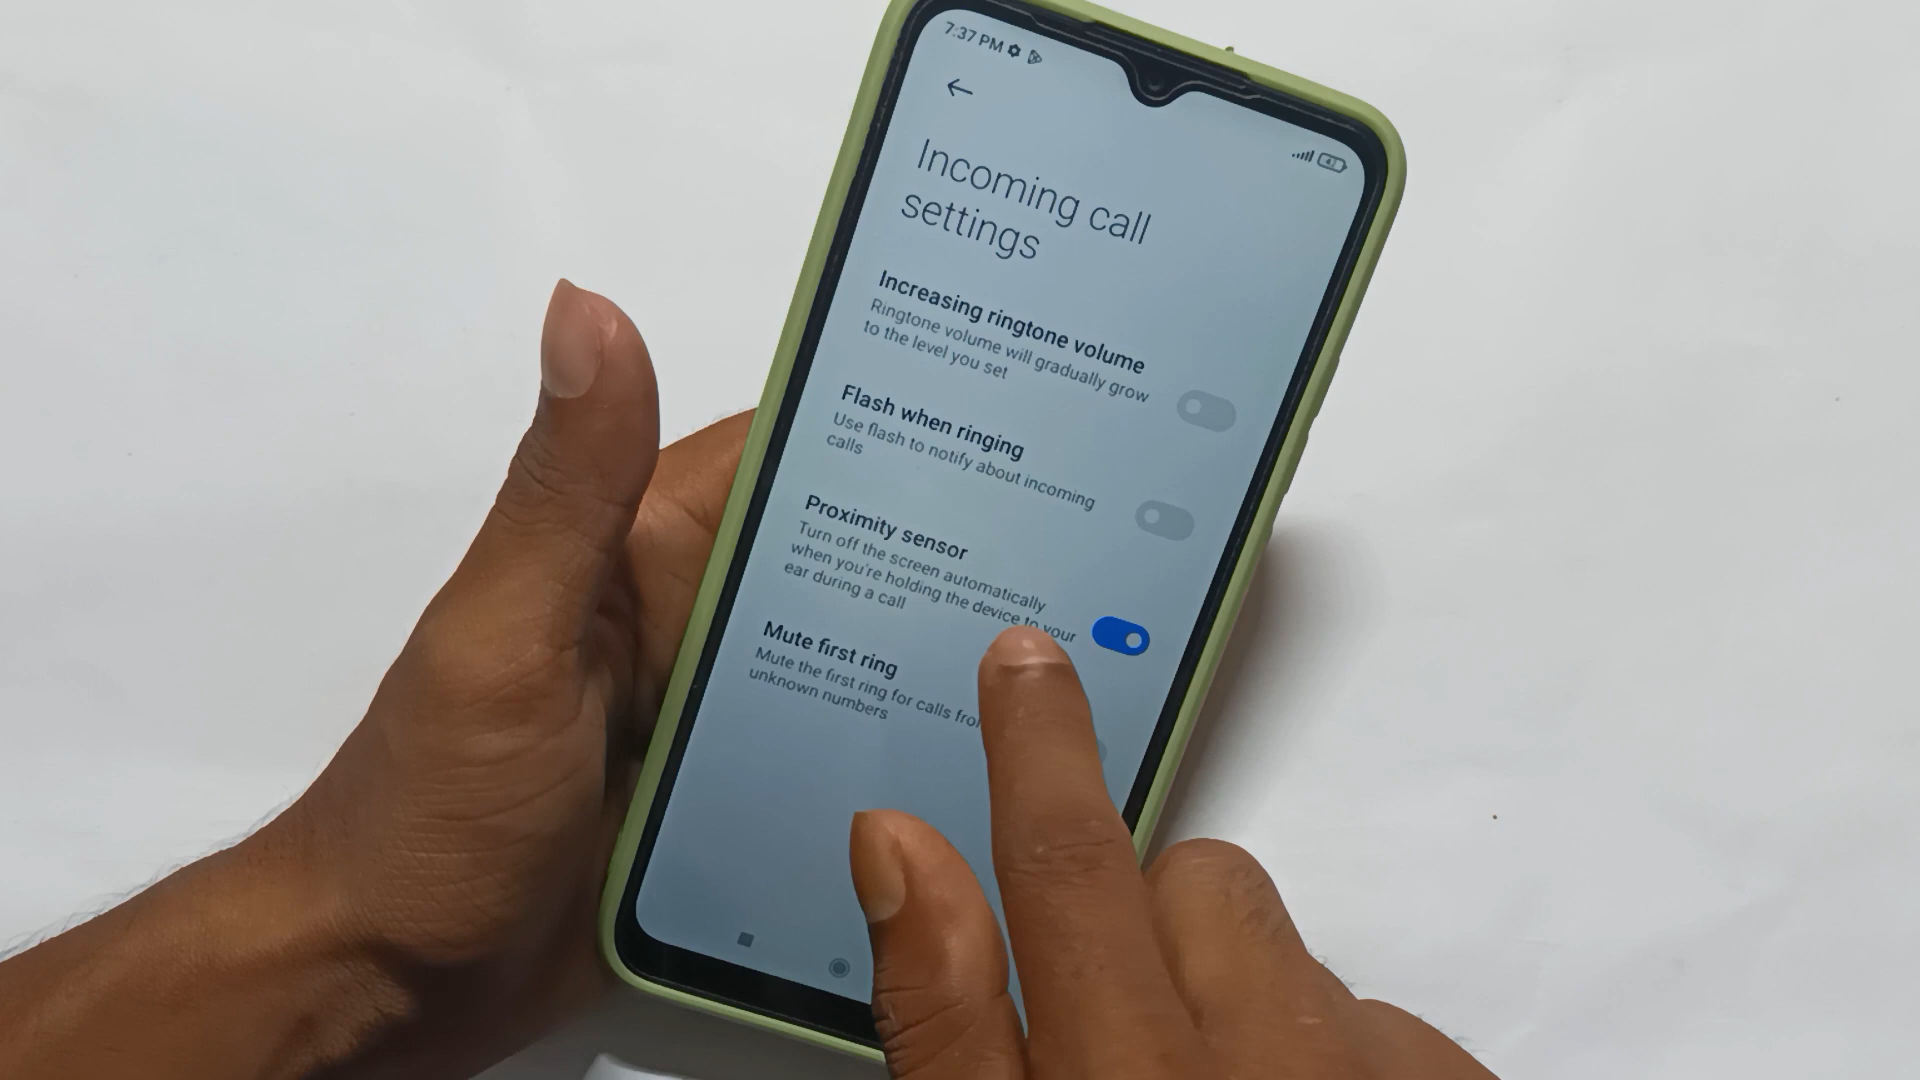 7:37 PM
Incoming call
settings
Increasing ringtone volume
Ringtone volume will gradually grow
to the level you set
Flash when ringing
Use flash to notify about incoming
calls
Proximity sensor
Turn off the screen automatically
when you're holding the device to your
ear during a call
Mute first ring
Mute the first ring for calls
unknown numbers